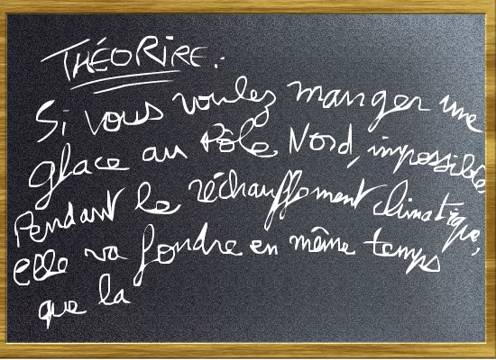 THÉORIRE :
Si vous voulez manger une
glace au Pôle Nord, impossible
Pendant le réchauffement climatique,
elle va fondre en même temps
que la